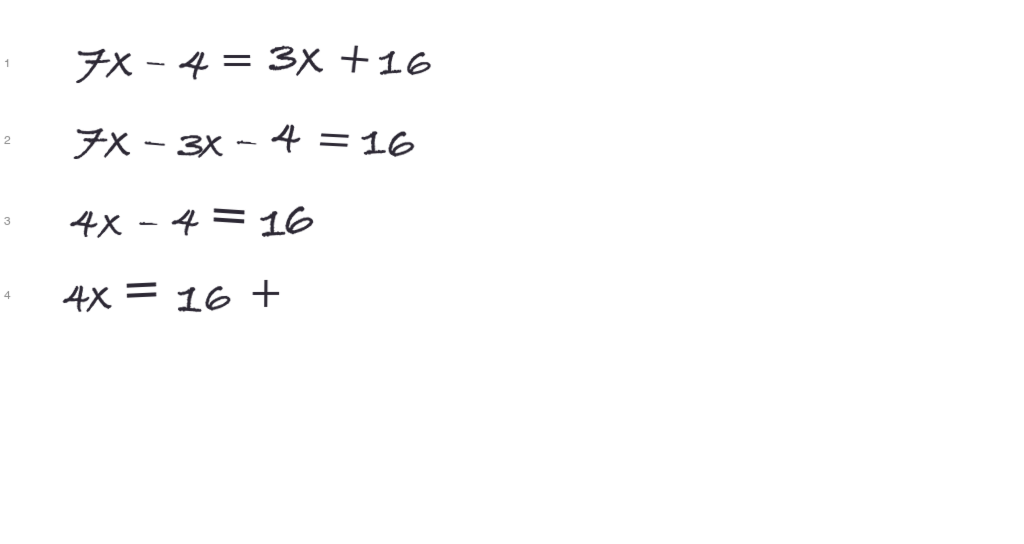 1 7x - 4 = 3x + 16
2 7x - 3x - 4 = 16
3 4x - 4 = 16
4 4x = 16 +